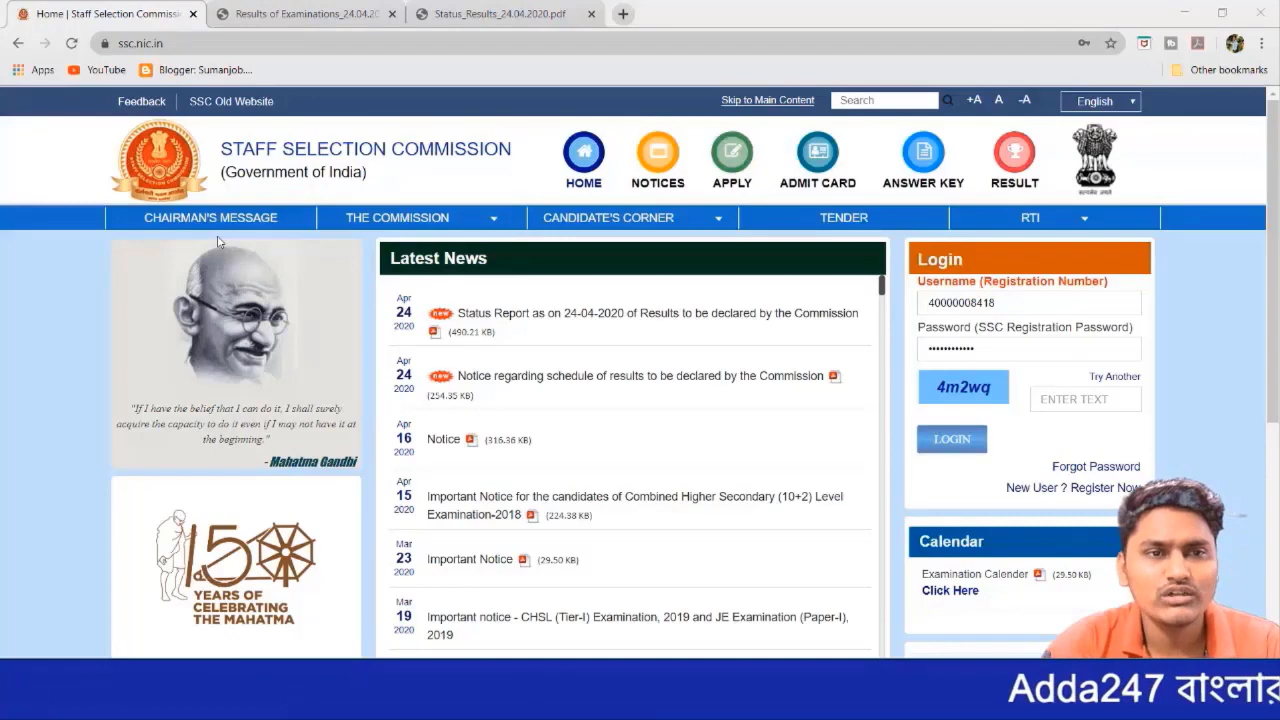 Home | Staff Selection Commissi
Results of Examinations_24.04.20
Status_Results_24.04.2020.pdf
ssc.nic.in
Apps
YouTube
Blogger: Sumanjob....
Other bookmarks
Feedback
SSC Old Website
Skip to Main Content
Search
+A A -A
English
STAFF SELECTION COMMISSION
(Government of India)
HOME
NOTICES
APPLY
ADMIT CARD
ANSWER KEY
RESULT
CHAIRMAN'S MESSAGE
THE COMMISSION
CANDIDATE'S CORNER
TENDER
RTI
"If I have the belief that I can do it, I shall surely
acquire the capacity to do it even if I may not have it at
the beginning."
- Mahatma Gandhi
150
YEARS OF
CELEBRATING
THE MAHATMA
Latest News
Apr
24
2020
new Status Report as on 24-04-2020 of Results to be declared by the Commission
(490.21 KB)
Apr
24
2020
new Notice regarding schedule of results to be declared by the Commission
(254.35 KB)
Apr
16
2020
Notice (316.36 KB)
Apr
15
2020
Important Notice for the candidates of Combined Higher Secondary (10+2) Level
Examination-2018 (224.38 KB)
Mar
23
2020
Important Notice (29.50 KB)
Mar
19
2020
Important notice - CHSL (Tier-I) Examination, 2019 and JE Examination (Paper-I),
2019
Login
Username (Registration Number)
40000008418
Password (SSC Registration Password)
••••••••••••
4m2wq
Try Another
ENTER TEXT
LOGIN
Forgot Password
New User ? Register Now
Calendar
Examination Calender (29.50 KB)
Click Here
Adda247 বাংলার